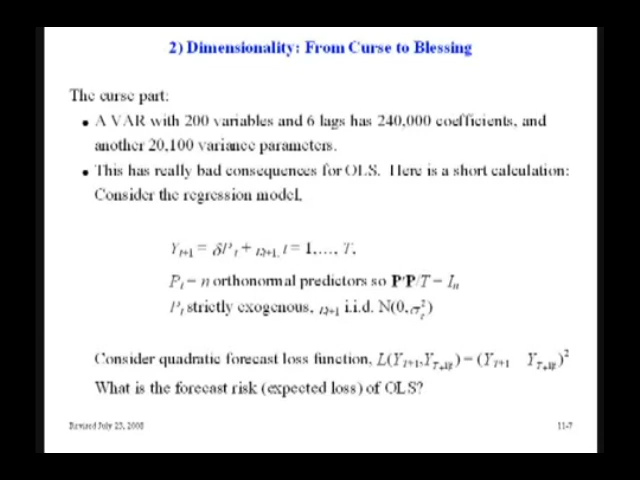 2) Dimensionality: From Curse to Blessing
The curse part:
• A VAR with 200 variables and 6 lags has 240,000 coefficients, and
another 20,100 variance parameters.
• This has really bad consequences for OLS. Here is a short calculation:
Consider the regression model,
t = 1,…, T,
n orthonormal predictors so P′P/T = Iₙ
strictly exogenous, i.i.d. N(0,
Consider quadratic forecast loss function,
What is the forecast risk (expected loss) of OLS?
Revised July 23, 2008
11-7